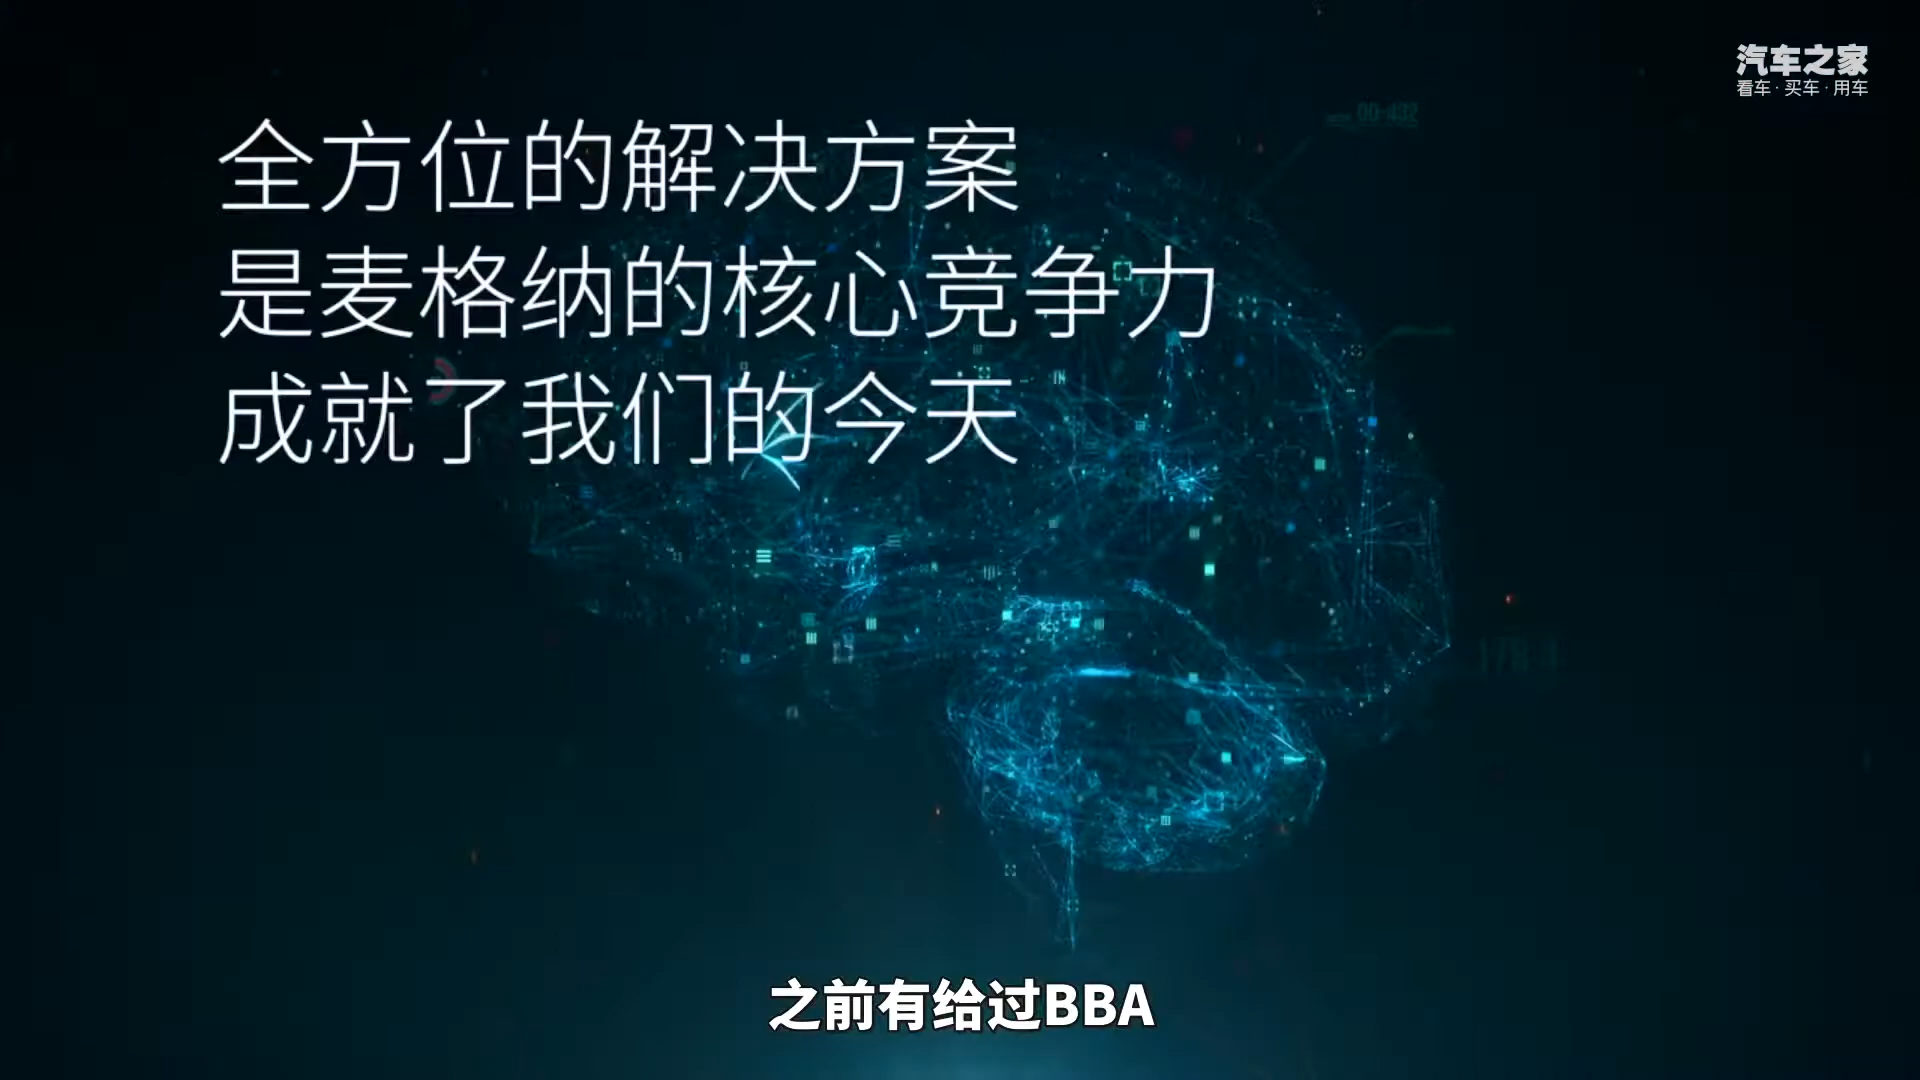 汽车之家
看车·买车·用车
00:432
全方位的解决方案
是麦格纳的核心竞争力
成就了我们的今天
之前有给过BBA